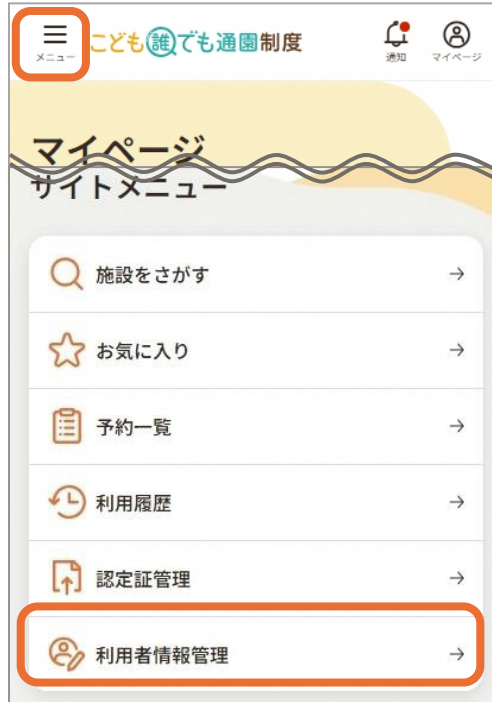 こども誰でも通園制度
メニュー
通知
マイページ
マイページ
サイトメニュー
施設をさがす
お気に入り
予約一覧
利用履歴
認定証管理
利用者情報管理